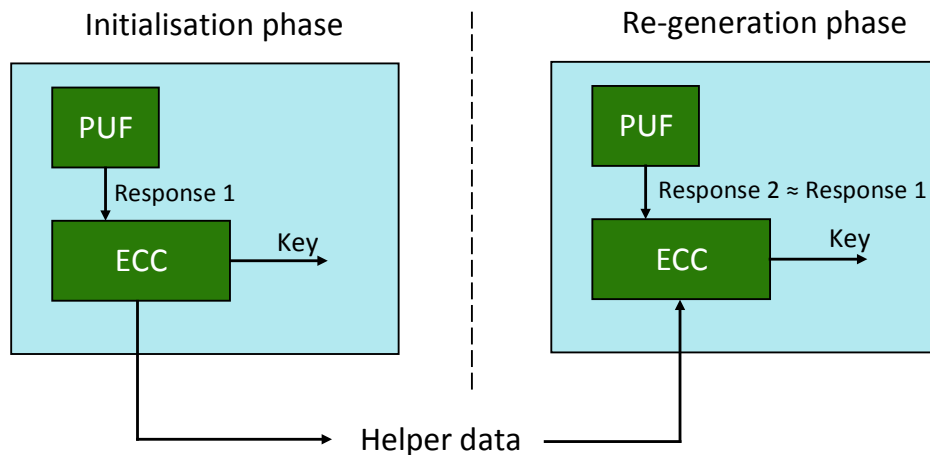 Initialisation phase
PUF
Response 1
ECC
Key
Re-generation phase
PUF
Response 2 ≈ Response 1
ECC
Key
Helper data